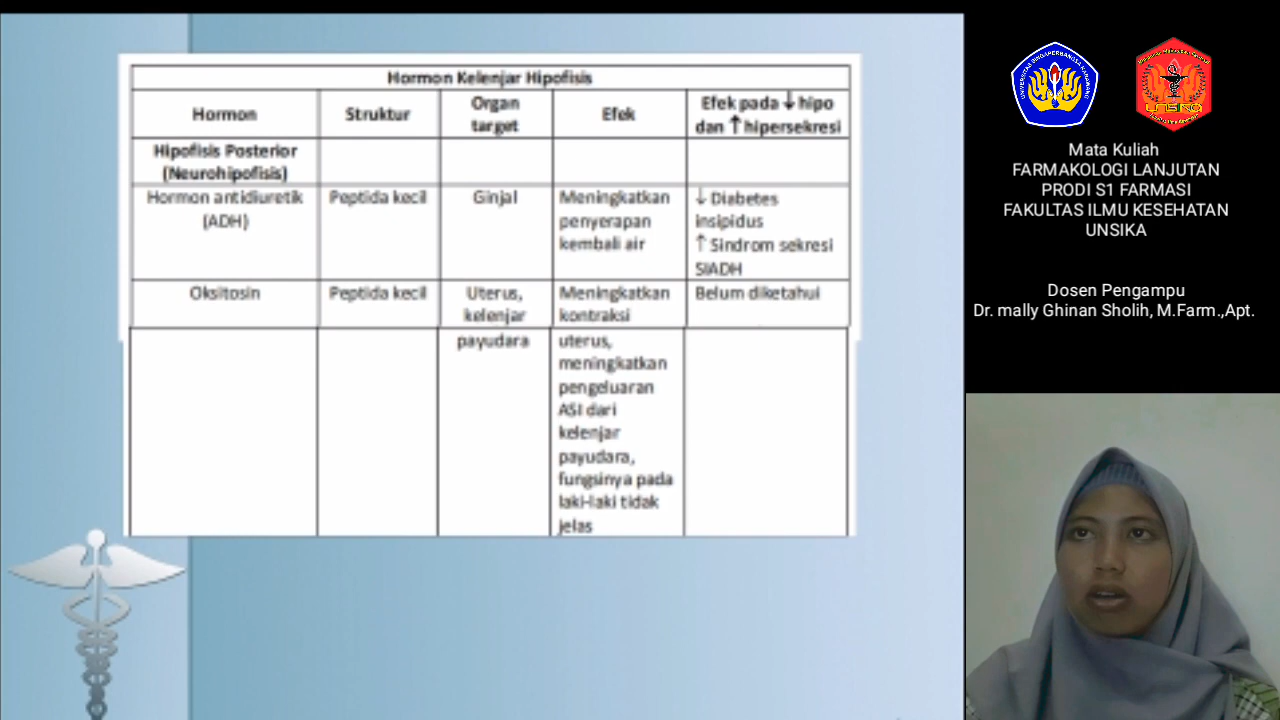 Hormon Kelenjar Hipofisis
Hormon
Struktur
Organ
target
Efek
Efek pada ↓ hipo
dan ↑ hipersekresi
Hipofisis Posterior
(Neurohipofisis)
Hormon antidiuretik
(ADH)
Peptida kecil
Ginjal
Meningkatkan
penyerapan
kembali air
↓ Diabetes
insipidus
↑ Sindrom sekresi
SIADH
Oksitosin
Peptida kecil
Uterus,
kelenjar
payudara
Meningkatkan
kontraksi
uterus,
meningkatkan
pengeluaran
ASI dari
kelenjar
payudara,
fungsinya pada
laki-laki tidak
jelas
Belum diketahui
UNSIKA
Mata Kuliah
FARMAKOLOGI LANJUTAN
PRODI S1 FARMASI
FAKULTAS ILMU KESEHATAN
UNSIKA
Dosen Pengampu
Dr. mally Ghinan Sholih, M.Farm.,Apt.